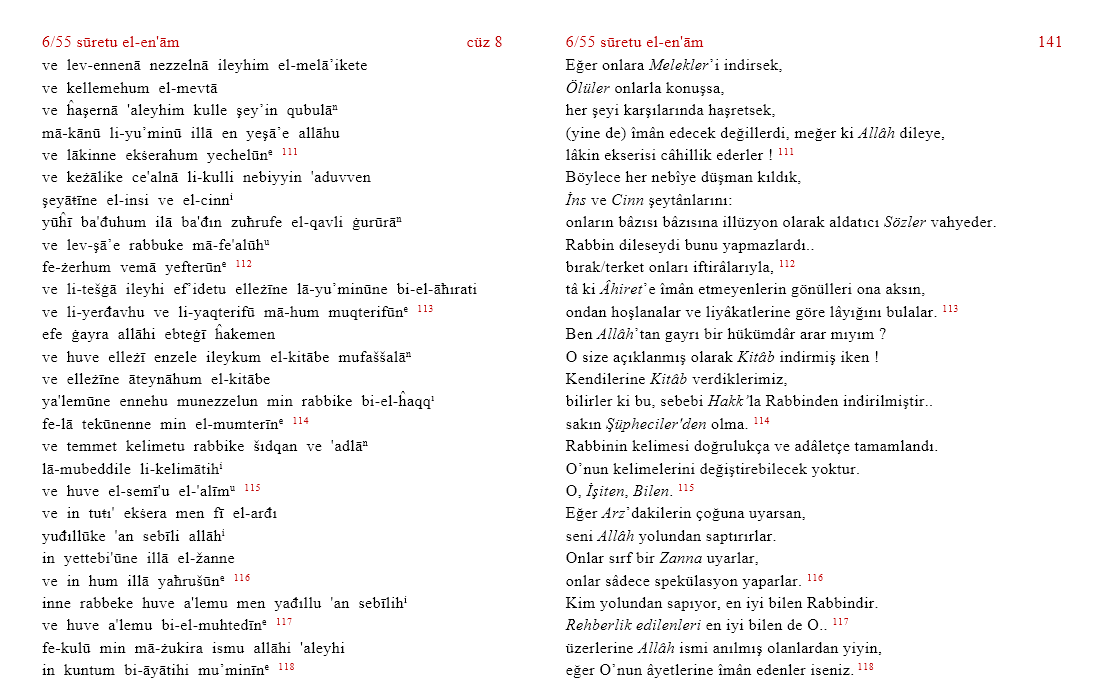 6/55 sūretu el-en'ām
cüz 8
ve lev-ennenā nezzelnā ileyhim el-melā’ikete
ve kellemehum el-mevtā
ve ĥaşernā 'aleyhim kulle şey’in qubulāⁿ
mā-kānū li-yu’minū illā en yeşā’e allāhu
ve lākinne ekśerahum yechelūnᵉ 111
ve keżālike ce'alnā li-kulli nebiyyin 'aduvven
şeyāŧīne el-insi ve el-cinnⁱ
yūĥī ba'đuhum ilā ba'đın zuħrufe el-qavli ġurūrāⁿ
ve lev-şā’e rabbuke mā-fe'alūhᵘ
fe-żerhum vemā yefterūnᵉ 112
ve li-tešġā ileyhi ef’idetu elleżīne lā-yu’minūne bi-el-āħırati
ve li-yerđavhu ve li-yaqterifū mā-hum muqterifūnᵉ 113
efe ġayra allāhi ebteġī ĥakemen
ve huve elleżī enzele ileykum el-kitābe mufaššalāⁿ
ve elleżīne āteynāhum el-kitābe
ya'lemūne ennehu munezzelun min rabbike bi-el-ĥaqqⁱ
fe-lā tekūnenne min el-mumterīnᵉ 114
ve temmet kelimetu rabbike šıdqan ve 'adlāⁿ
lā-mubeddile li-kelimātihⁱ
ve huve el-semī'u el-'alīmᵘ 115
ve in tuŧı' ekśera men fī el-arđı
yuđıllūke 'an sebīli allāhⁱ
in yettebi'ūne illā el-žanne
ve in hum illā yaħrušūnᵉ 116
inne rabbeke huve a'lemu men yađıllu 'an sebīlihⁱ
ve huve a'lemu bi-el-muhtedīnᵉ 117
fe-kulū min mā-żukira ismu allāhi 'aleyhi
in kuntum bi-āyātihi mu’minīnᵉ 118
6/55 sūretu el-en'ām
141
Eğer onlara Melekler’i indirsek,
Ölüler onlarla konuşsa,
her şeyi karşılarında haşretsek,
(yine de) îmân edecek değillerdi, meğer ki Allâh dileye,
lâkin ekserisi câhillik ederler ! 111
Böylece her nebîye düşman kıldık,
İns ve Cinn şeytânlarını:
onların bâzısı bâzısına illüzyon olarak aldatıcı Sözler vahyeder.
Rabbin dileseydi bunu yapmazlardı..
bırak/terket onları iftirâlarıyla, 112
tâ ki Âhiret’e îmân etmeyenlerin gönülleri ona aksın,
ondan hoşlanalar ve liyâkatlerine göre lâyığını bulalar. 113
Ben Allâh’tan gayrı bir hükümdâr arar mıyım ?
O size açıklanmış olarak Kitâb indirmiş iken !
Kendilerine Kitâb verdiklerimiz,
bilirler ki bu, sebebi Hakk’la Rabbinden indirilmiştir..
sakın Şüpheciler'den olma. 114
Rabbinin kelimesi doğrulukça ve adâletçe tamamlandı.
O’nun kelimelerini değiştirebilecek yoktur.
O, İşiten, Bilen. 115
Eğer Arz’dakilerin çoğuna uyarsan,
seni Allâh yolundan saptırırlar.
Onlar sırf bir Zanna uyarlar,
onlar sâdece spekülasyon yaparlar. 116
Kim yolundan sapıyor, en iyi bilen Rabbindir.
Rehberlik edilenleri en iyi bilen de O.. 117
üzerlerine Allâh ismi anılmış olanlardan yiyin,
eğer O’nun âyetlerine îmân edenler iseniz. 118